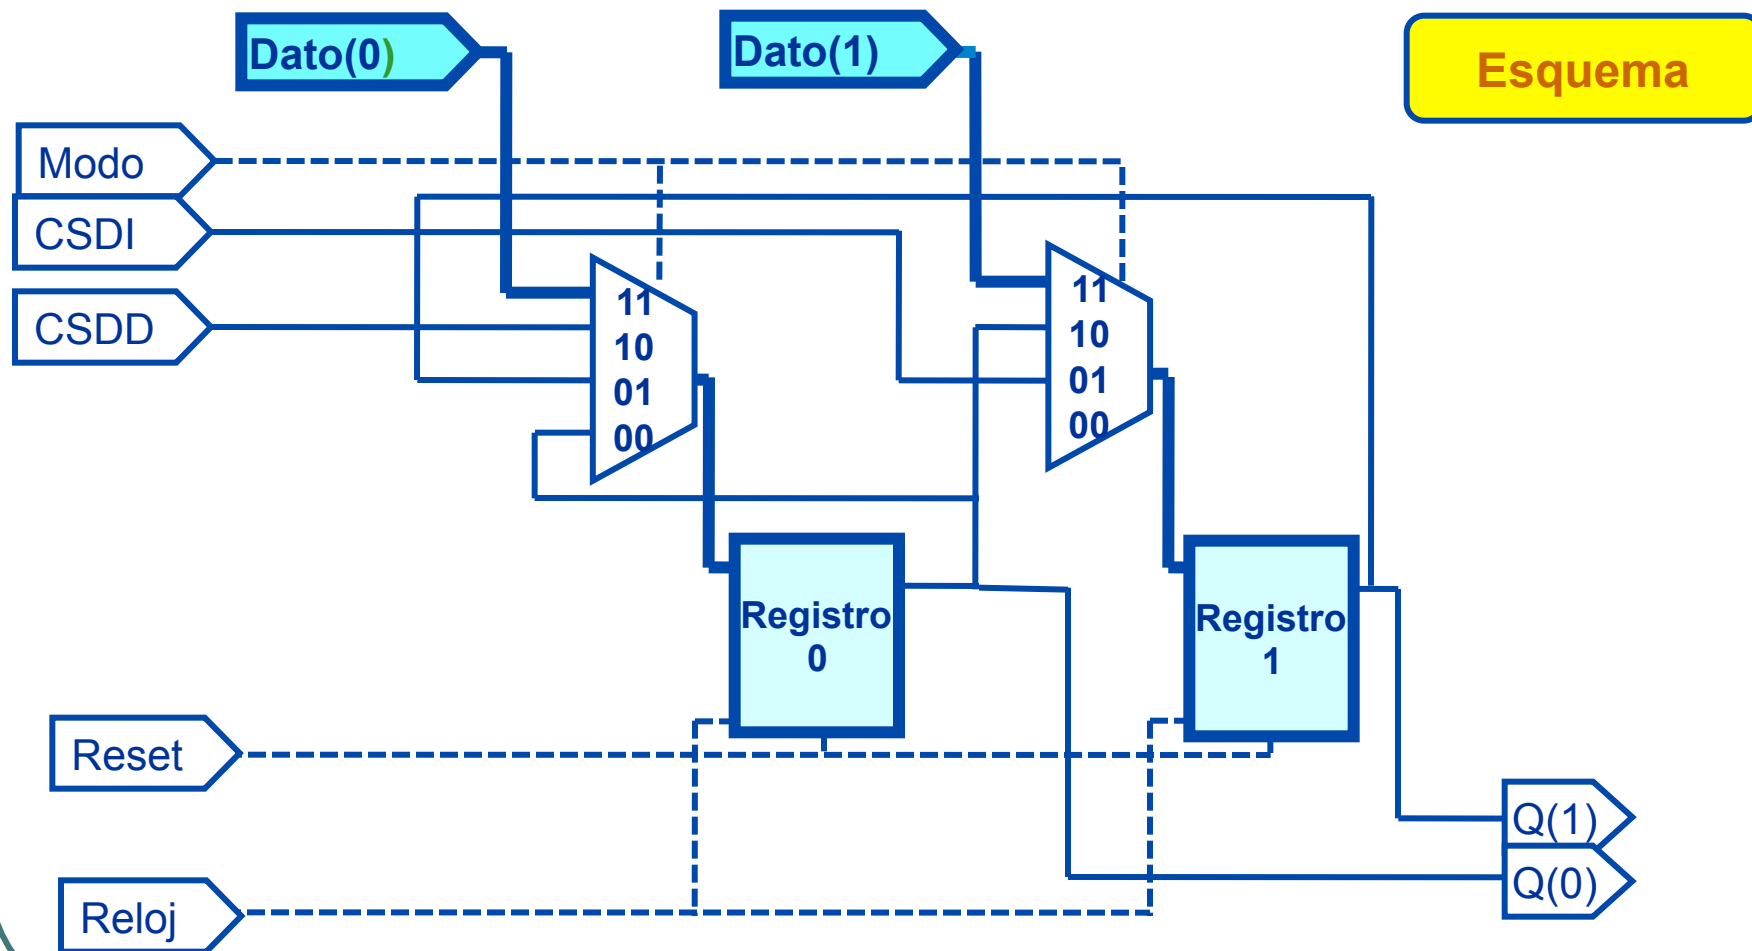 Dato(0)
Dato(1)
Esquema
Modo
CSDI
CSDD
11
10
01
00
11
10
01
00
Registro
0
Registro
1
Reset
Reloj
Q(1)
Q(0)